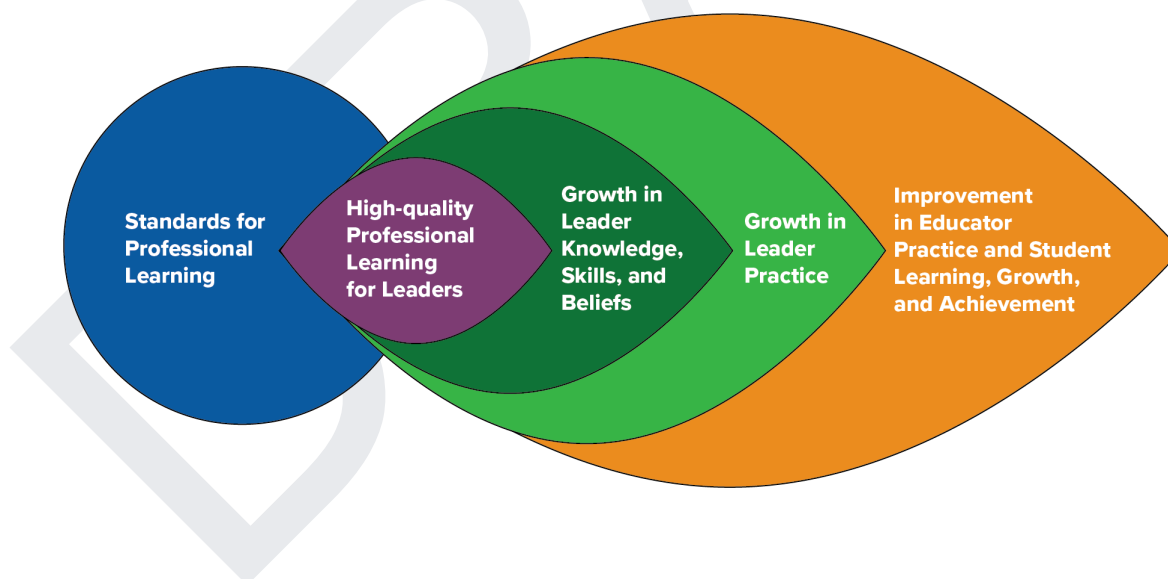 Standards for
Professional
Learning
High-quality
Professional
Learning
for Leaders
Growth in
Leader
Knowledge,
Skills, and
Beliefs
Growth in
Leader
Practice
Improvement
in Educator
Practice and Student
Learning, Growth,
and Achievement